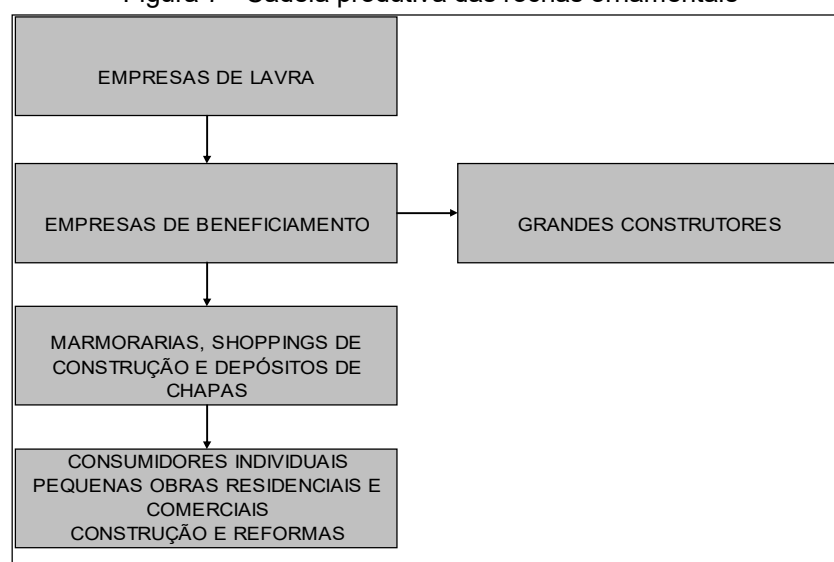 EMPRESAS DE LAVRA
EMPRESAS DE BENEFICIAMENTO
GRANDES CONSTRUTORES
MARMORARIAS, SHOPPINGS DE
CONSTRUÇÃO E DEPÓSITOS DE
CHAPAS
CONSUMIDORES INDIVIDUAIS
PEQUENAS OBRAS RESIDENCIAIS E
COMERCIAIS
CONSTRUÇÃO E REFORMAS